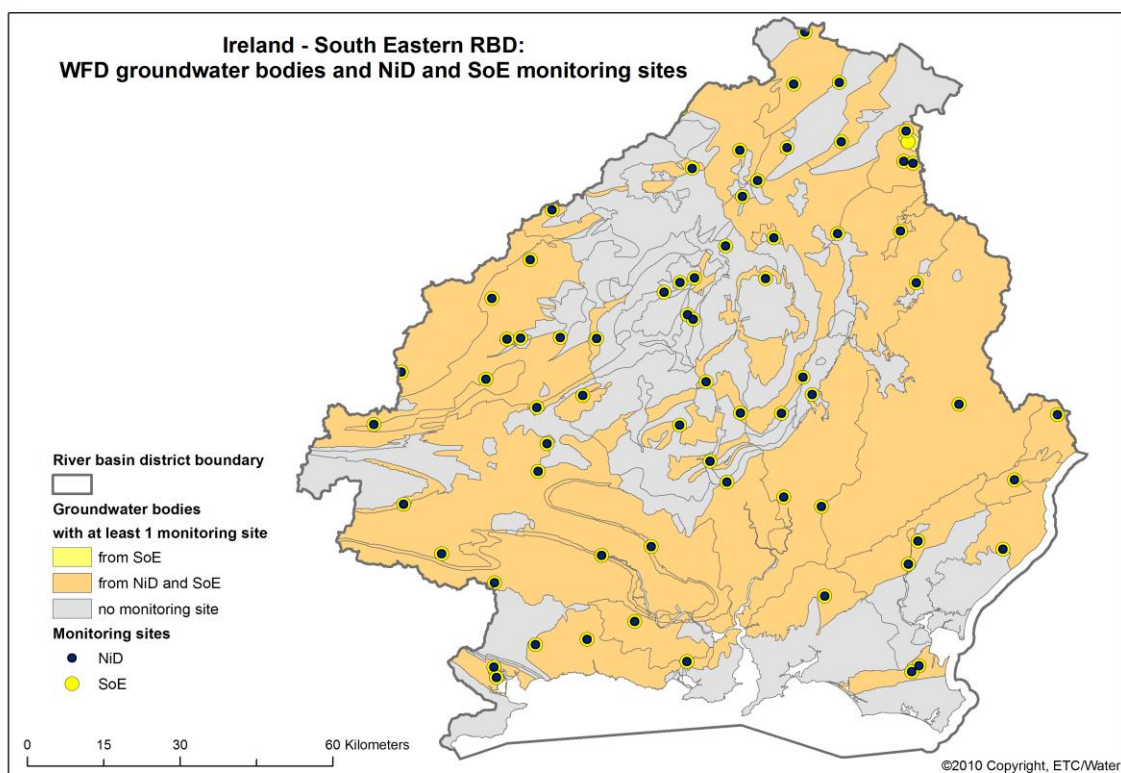 Ireland - South Eastern RBD:
WFD groundwater bodies and NiD and SoE monitoring sites
River basin district boundary
Groundwater bodies
with at least 1 monitoring site
from SoE
from NiD and SoE
no monitoring site
Monitoring sites
NiD
SoE
0 15 30 60 Kilometers
©2010 Copyright, ETC/Water